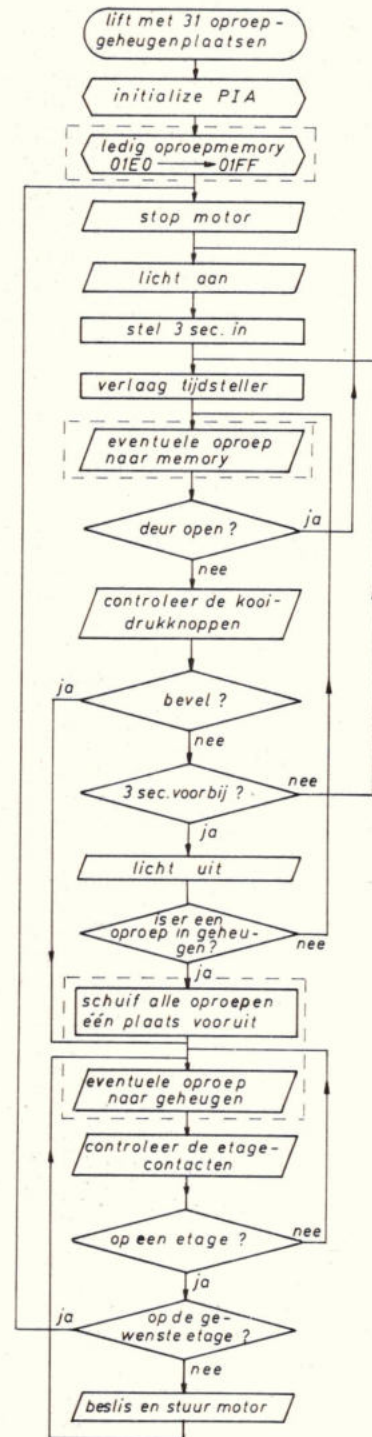 lift met 31 oproep-
geheugenplaatsen
initialize PIA
ledig oproepmemory
01E0 → 01FF
stop motor
licht aan
stel 3 sec. in
verlaag tijdsteller
eventuele oproep
naar memory
deur open ?
ja
nee
controleer de kooi-
drukknoppen
ja
bevel ?
nee
3 sec. voorbij ?
nee
ja
licht uit
is er een
oproep in geheu-
gen ?
nee
ja
schuif alle oproepen
één plaats vooruit
eventuele oproep
naar geheugen
controleer de etage-
contacten
op een etage ?
nee
ja
ja
op de ge-
wenste etage ?
nee
beslis en stuur motor